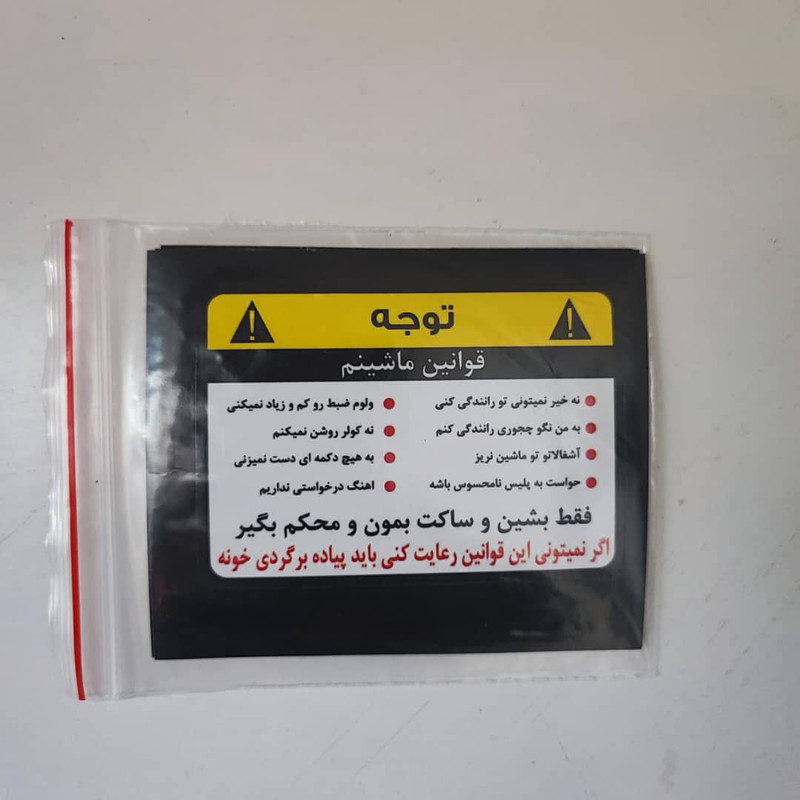 توجه
قوانین ماشینم
نه خیر نمیتونی تو رانندگی کنی
به من نگو چجوری رانندگی کنم
آشغالاتو تو ماشین نریز
حواست به پلیس نامحسوس باشه
ولوم ضبط رو کم و زیاد نمیکنی
نه کولر روشن نمیکنم
به هیچ دکمه ای دست نمیزنی
اهنگ درخواستی نداریم
فقط بشین و ساکت بمون و محکم بگیر
اگر نمیتونی این قوانین رعایت کنی باید پیاده برگردی خونه